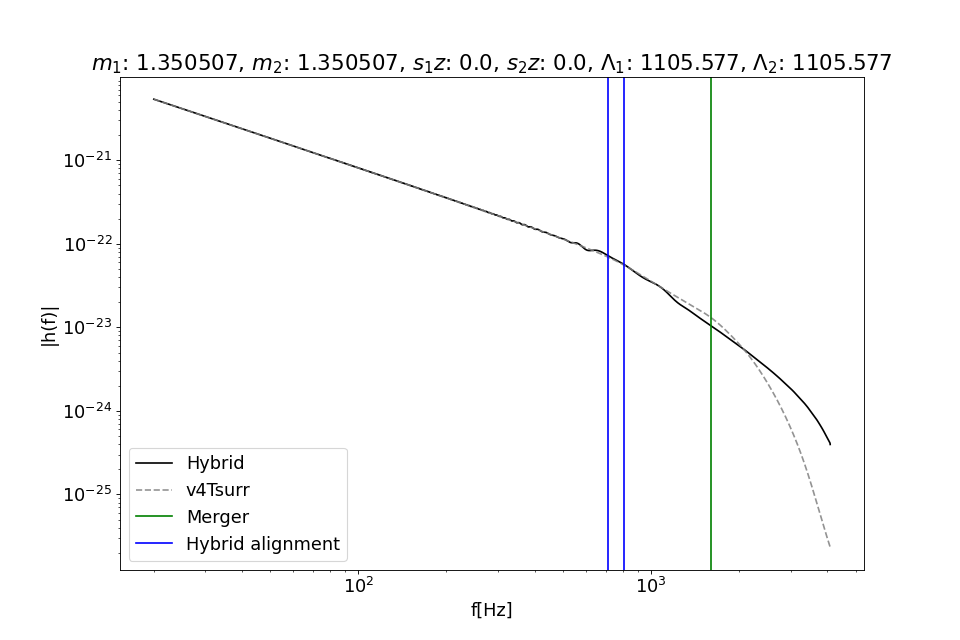 m₁: 1.350507, m₂: 1.350507, s₁z: 0.0, s₂z: 0.0, Λ₁: 1105.577, Λ₂: 1105.577
|h(f)|
10⁻²¹
10⁻²²
10⁻²³
10⁻²⁴
10⁻²⁵
Hybrid
v4Tsurr
Merger
Hybrid alignment
10² 10³
f[Hz]